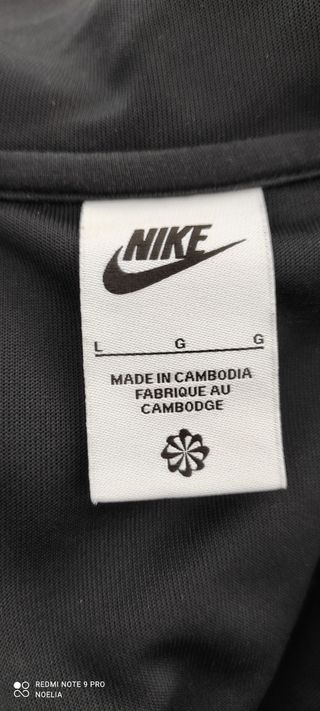 NIKE
L G G
MADE IN CAMBODIA
FABRIQUE AU
CAMBODGE
REDMI NOTE 9 PRO
NOELIA